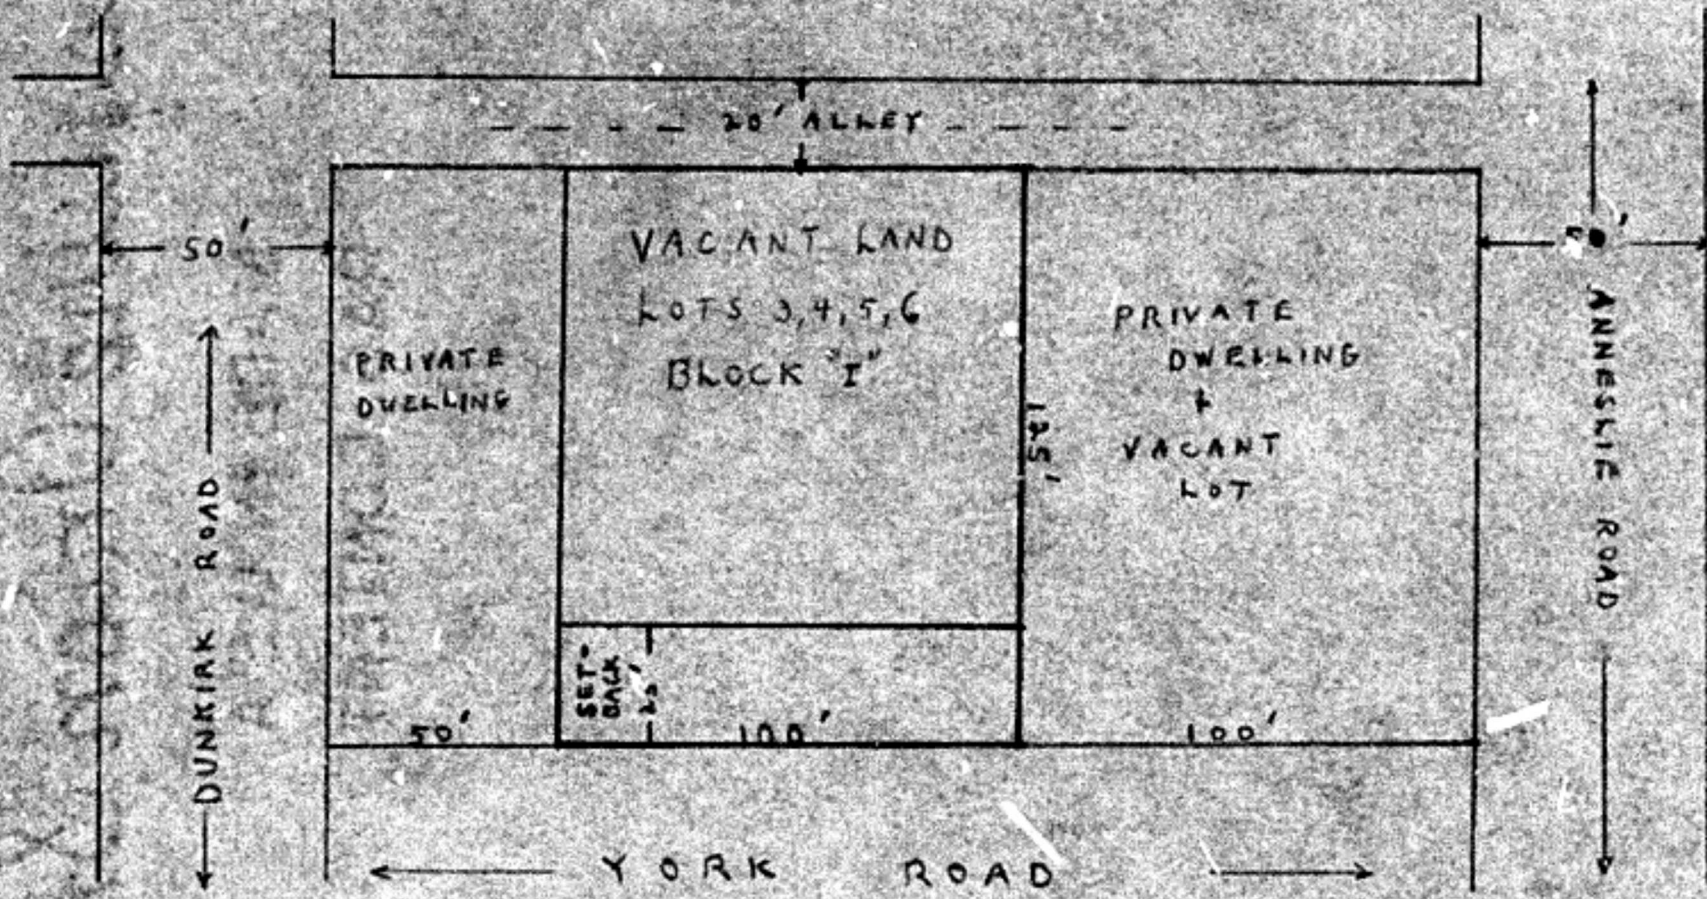 20' ALLEY
50'
VACANT LAND
LOTS 3,4,5,6
BLOCK "I"
PRIVATE
DWELLING
PRIVATE
DWELLING
&
VACANT
LOT
135'
ANNESLIE ROAD
DUNKIRK ROAD
SET-
BACK
50'
100'
100'
YORK ROAD